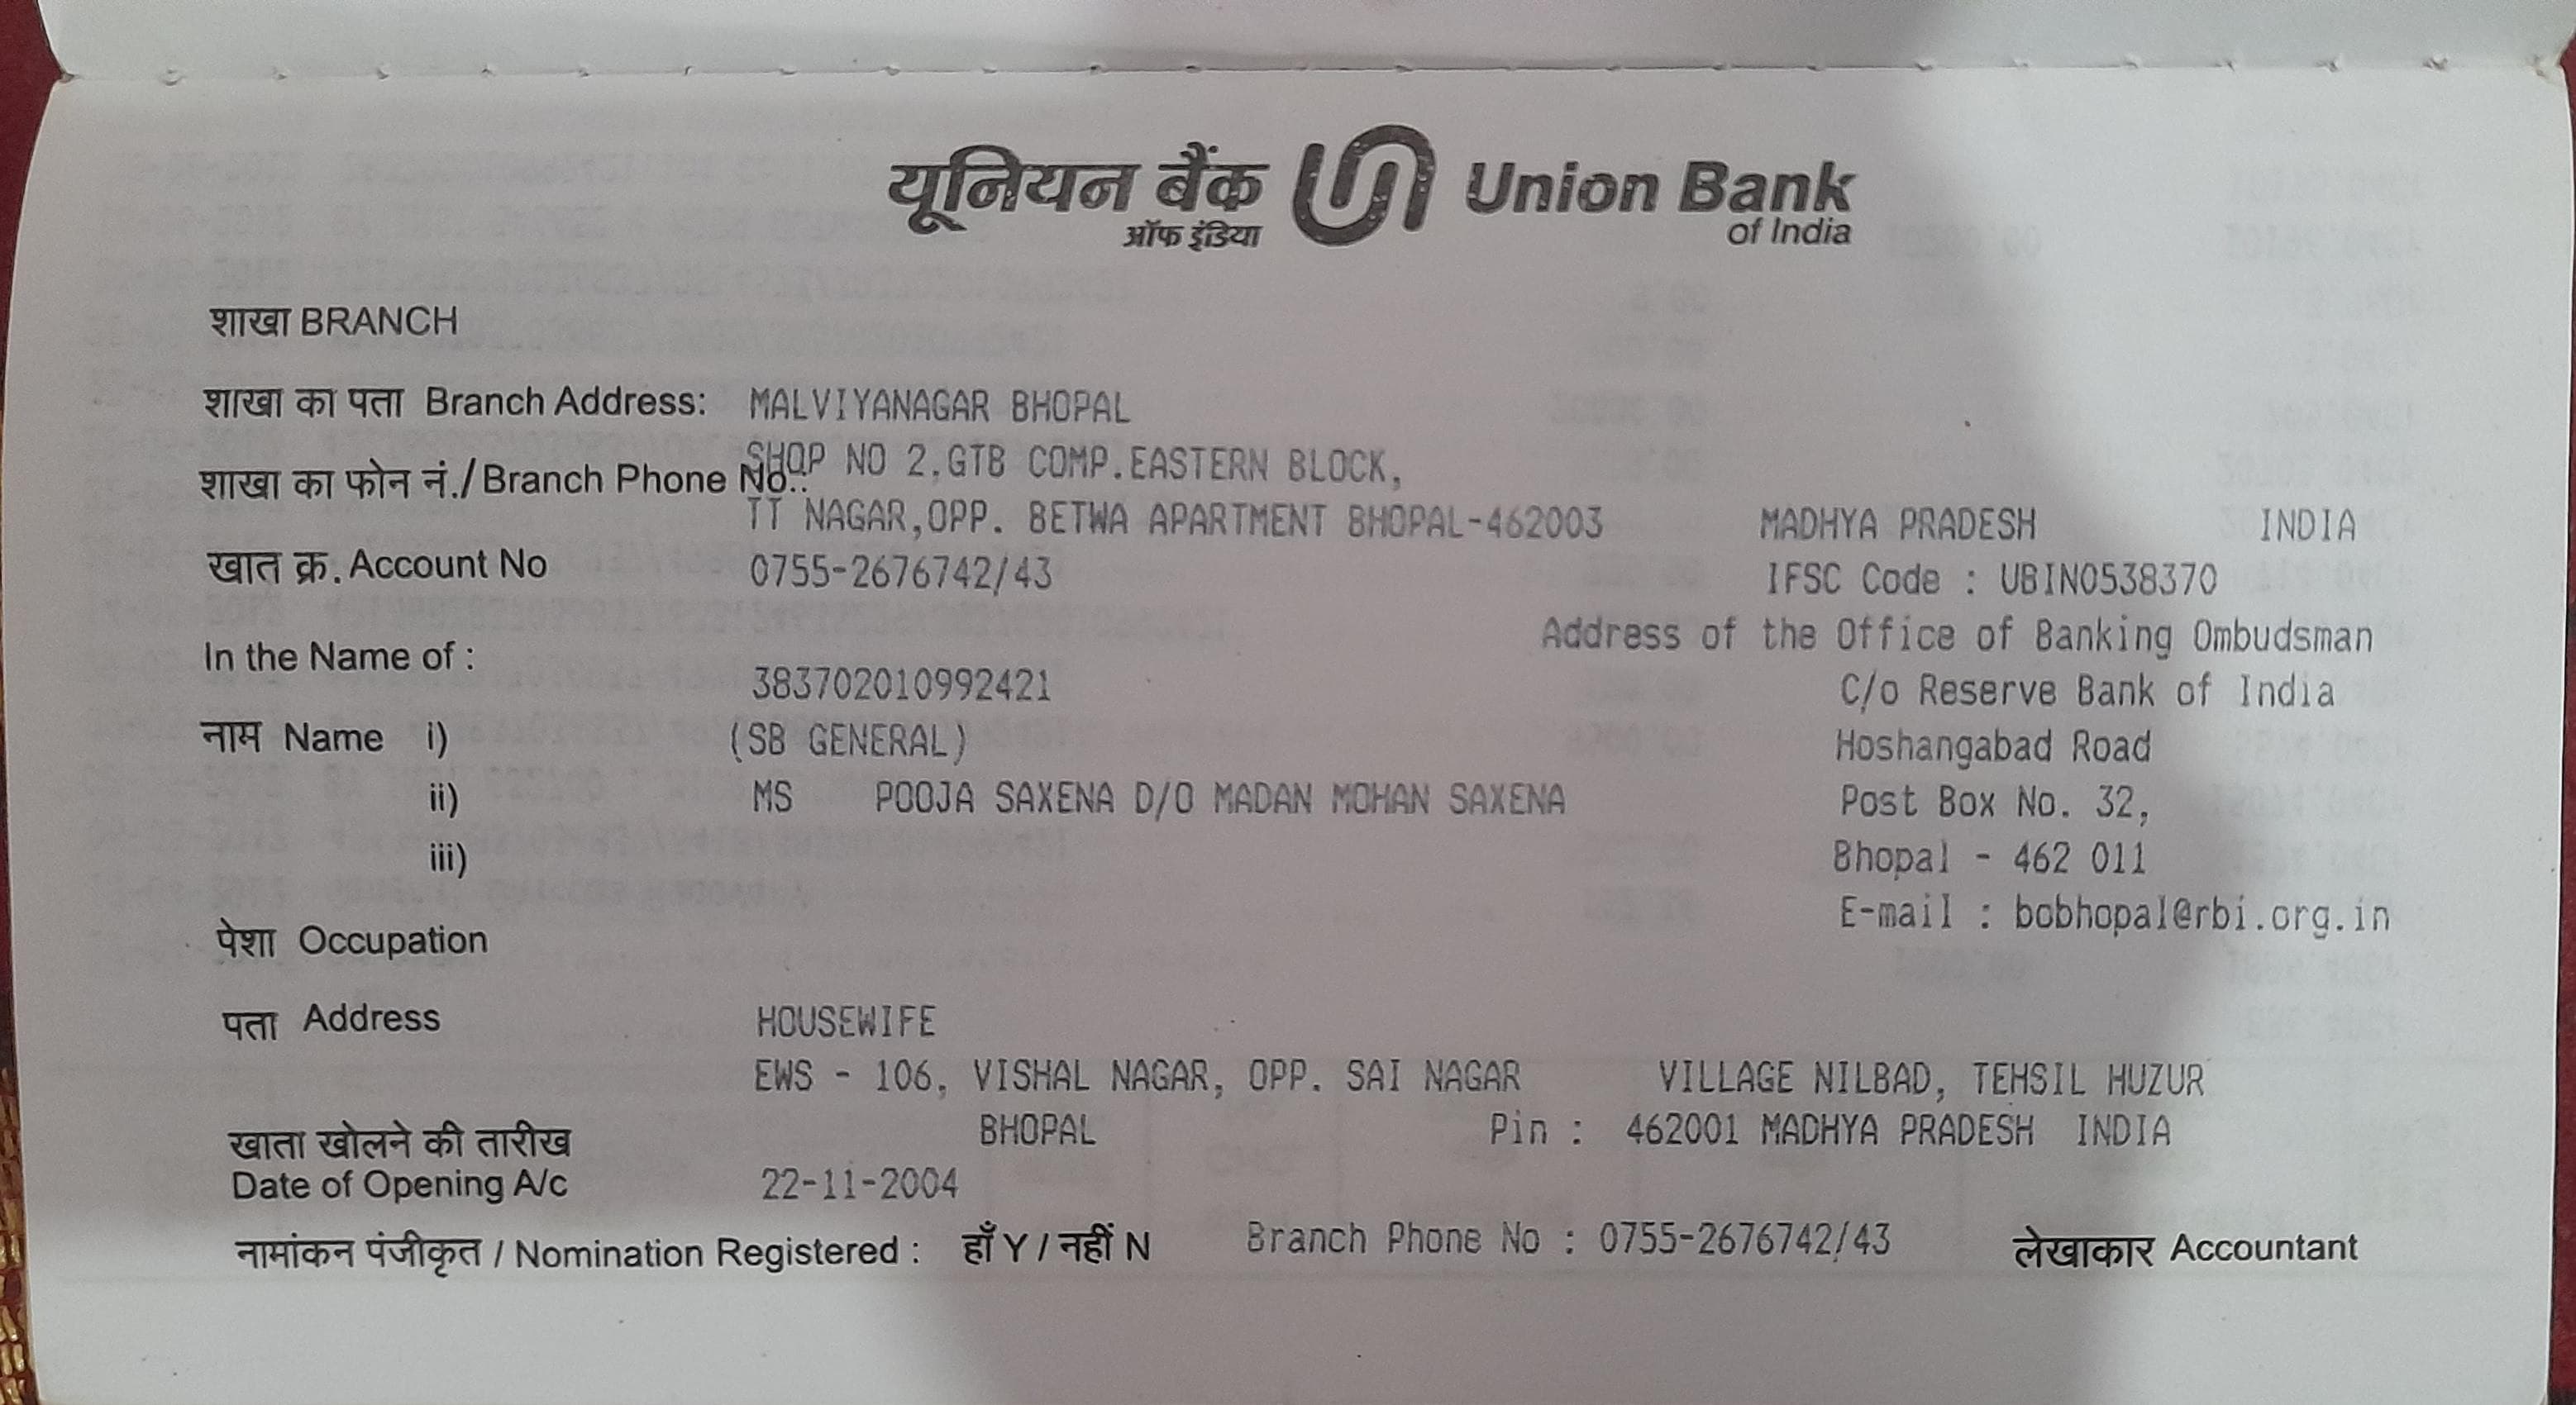 यूनियन बैंक Union Bank
ऑफ इंडिया of India
शाखा BRANCH
शाखा का पता Branch Address: MALVIYANAGAR BHOPAL
SHOP NO 2,GTB COMP.EASTERN BLOCK,
शाखा का फोन नं./Branch Phone No.:
TT NAGAR,OPP. BETWA APARTMENT BHOPAL-462003 MADHYA PRADESH INDIA
खात क्र. Account No 0755-2676742/43 IFSC Code : UBIN0538370
Address of the Office of Banking Ombudsman
In the Name of :
383702010992421 C/o Reserve Bank of India
नाम Name i) (SB GENERAL) Hoshangabad Road
ii) MS POOJA SAXENA D/O MADAN MOHAN SAXENA Post Box No. 32,
iii) Bhopal - 462 011
E-mail : bobhopal@rbi.org.in
पेशा Occupation
पता Address HOUSEWIFE
EWS - 106, VISHAL NAGAR, OPP. SAI NAGAR VILLAGE NILBAD, TEHSIL HUZUR
खाता खोलने की तारीख BHOPAL Pin : 462001 MADHYA PRADESH INDIA
Date of Opening A/c 22-11-2004
नामांकन पंजीकृत / Nomination Registered : हाँ Y / नहीं N Branch Phone No : 0755-2676742/43 लेखाकार Accountant